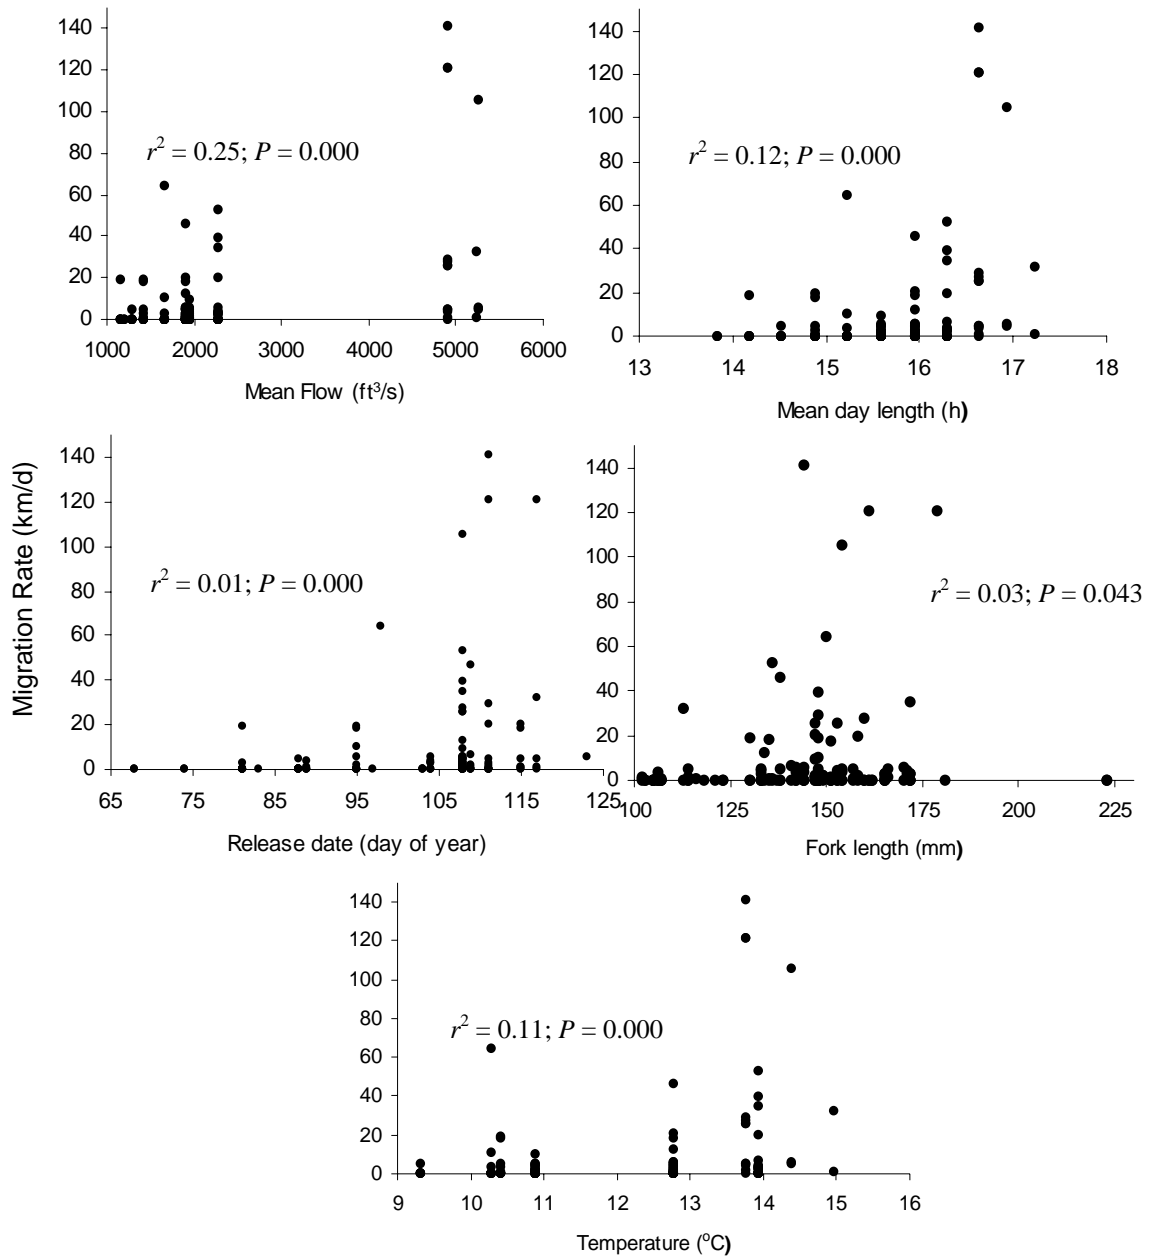 140
120
100
80
60
40
20
0
r² = 0.25; P = 0.000
1000 2000 3000 4000 5000 6000
Mean Flow (ft³/s)
140
120
100
80
60
40
20
0
r² = 0.12; P = 0.000
13 14 15 16 17 18
Mean day length (h)
Migration Rate (km/d)
140
120
100
80
60
40
20
0
r² = 0.01; P = 0.000
65 75 85 95 105 115 125
Release date (day of year)
140
120
100
80
60
40
20
0
r² = 0.03; P = 0.043
100 125 150 175 200 225
Fork length (mm)
140
120
100
80
60
40
20
0
r² = 0.11; P = 0.000
9 10 11 12 13 14 15 16
Temperature (°C)